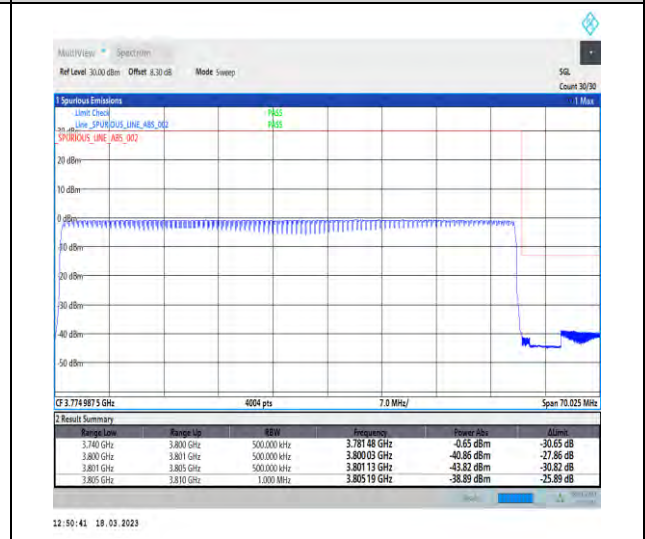 MultiView Spectrum
Ref Level 30.00 dBm Offset 8.30 dB Mode Sweep SGL
Count 30/30
1 Spurious Emissions 1 Max
Limit Check PASS
Line _SPURIOUS_LINE_ABS_002 PASS
30 dBm
_SPURIOUS_LINE_ABS_002
20 dBm
10 dBm
0 dBm
-10 dBm
-20 dBm
-30 dBm
-40 dBm
-50 dBm
CF 3.774 987 5 GHz 4004 pts 7.0 MHz/ Span 70.025 MHz
2 Result Summary
Range Low Range Up RBW Frequency Power Abs ΔLimit
3.740 GHz 3.800 GHz 500.000 kHz 3.781 48 GHz -0.65 dBm -30.65 dB
3.800 GHz 3.801 GHz 500.000 kHz 3.800 03 GHz -40.86 dBm -27.86 dB
3.801 GHz 3.805 GHz 500.000 kHz 3.801 13 GHz -43.82 dBm -30.82 dB
3.805 GHz 3.810 GHz 1.000 MHz 3.805 19 GHz -38.89 dBm -25.89 dB
12:50:41 18.03.2023